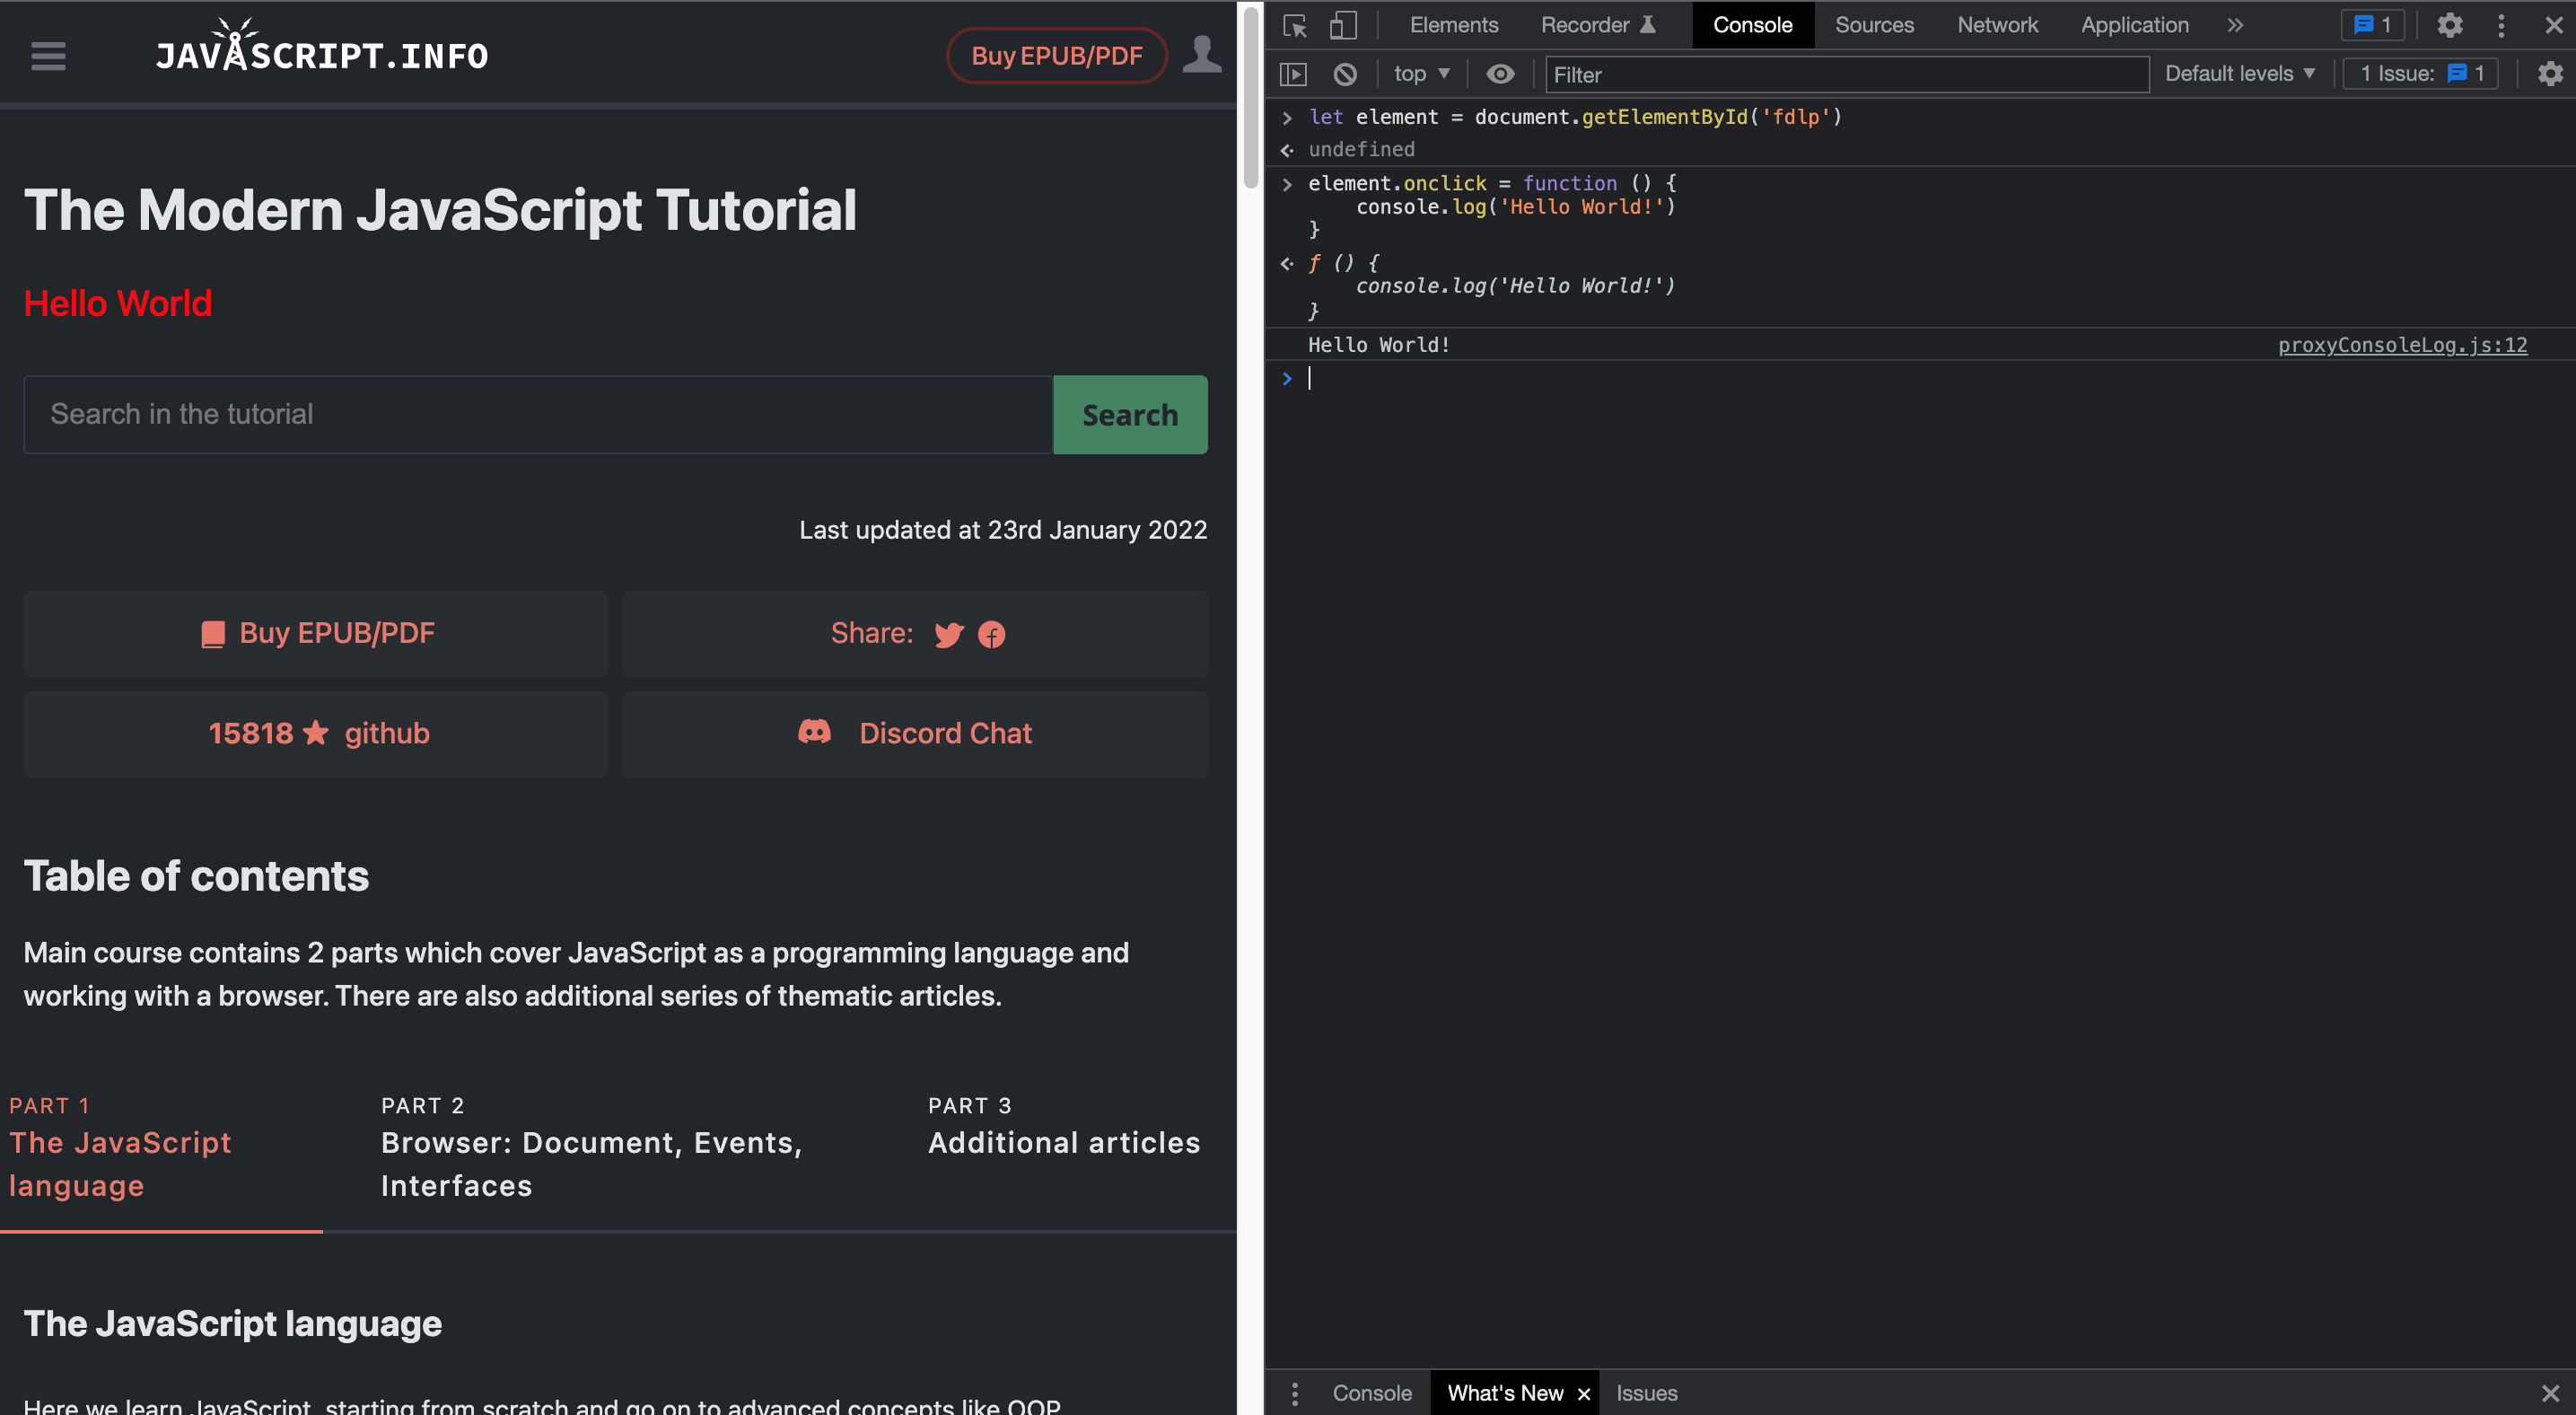 JAVASCRIPT.INFO
Buy EPUB/PDF
The Modern JavaScript Tutorial
Hello World
Search in the tutorial
Search
Last updated at 23rd January 2022
Buy EPUB/PDF
Share:
15818 ★ github
Discord Chat
Table of contents
Main course contains 2 parts which cover JavaScript as a programming language and
working with a browser. There are also additional series of thematic articles.
PART 1
The JavaScript
language
PART 2
Browser: Document, Events,
Interfaces
PART 3
Additional articles
The JavaScript language
Here we learn JavaScript, starting from scratch and go on to advanced concepts like OOP.
Elements Recorder Console Sources Network Application » 1
top ▼ Filter Default levels ▼ 1 Issue: 1
> let element = document.getElementById('fdlp')
undefined
> element.onclick = function () {
console.log('Hello World!')
}
ƒ () {
console.log('Hello World!')
}
Hello World! proxyConsoleLog.js:12
>
Console What's New × Issues